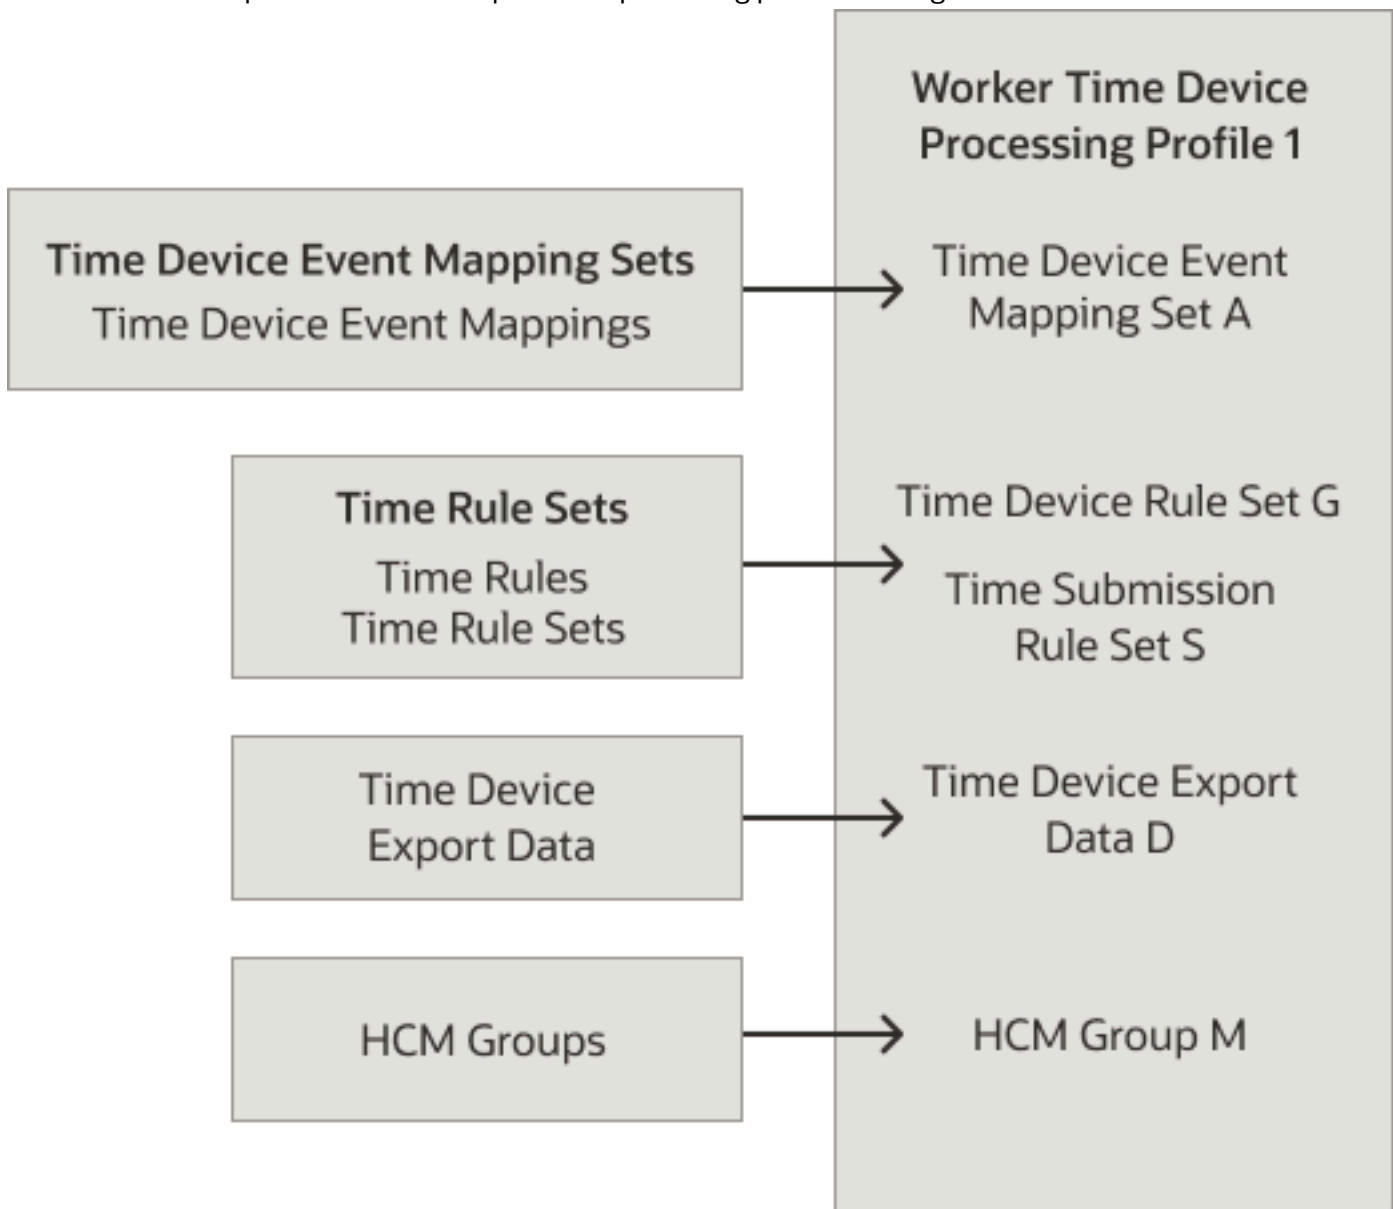 Worker Time Device
Processing Profile 1
Time Device Event Mapping Sets
Time Device Event Mappings
Time Device Event
Mapping Set A
Time Rule Sets
Time Rules
Time Rule Sets
Time Device Rule Set G
Time Submission
Rule Set S
Time Device
Export Data
Time Device Export
Data D
HCM Groups
HCM Group M